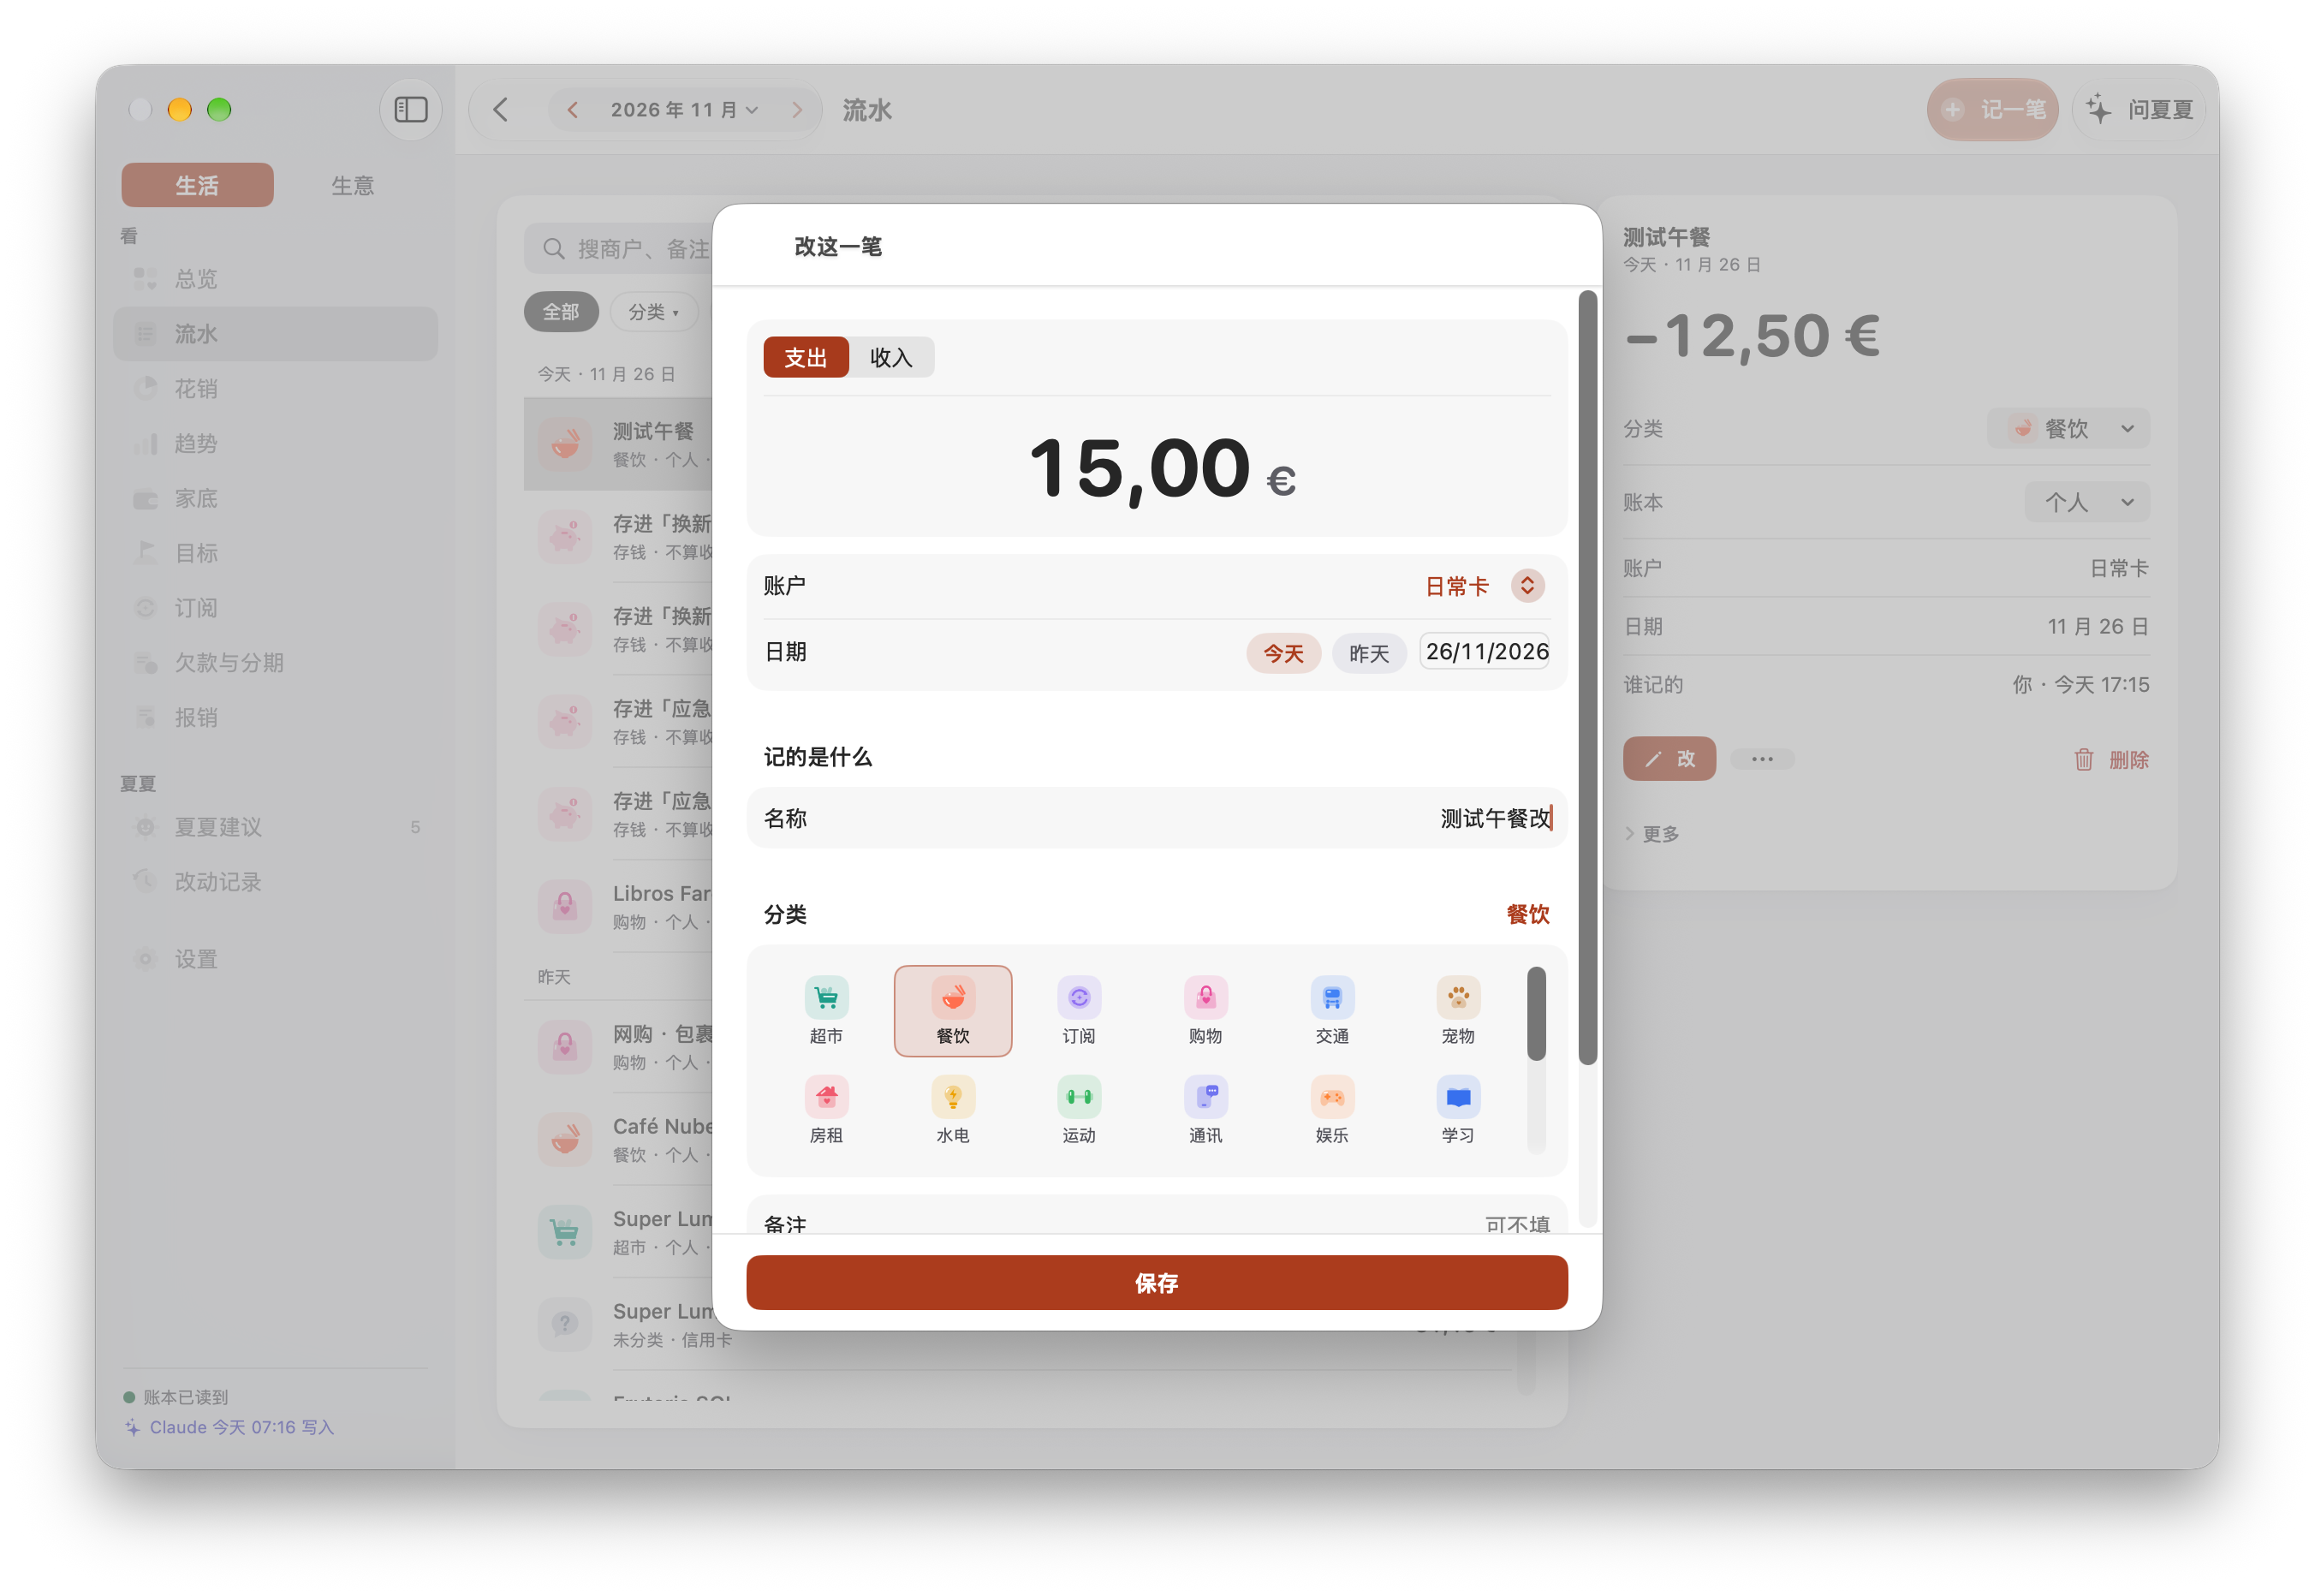 2026 年 11 月
流水
记一笔
问夏夏
生活
生意
看
总览
流水
花销
趋势
家底
目标
订阅
欠款与分期
报销
夏夏
夏夏建议
5
改动记录
设置
账本已读到
Claude 今天 07:16 写入
搜商户、备注
全部
分类
今天 · 11 月 26 日
测试午餐
餐饮 · 个人 ·
存进「换新
存钱 · 不算收
存进「换新
存钱 · 不算收
存进「应急
存钱 · 不算收
存进「应急
存钱 · 不算收
Libros Far
购物 · 个人 ·
昨天
网购 · 包裹
购物 · 个人 ·
Café Nube
餐饮 · 个人 ·
Super Lum
超市 · 个人 ·
Super Lum
未分类 · 信用卡
改这一笔
支出
收入
15,00 €
账户
日常卡
日期
今天
昨天
26/11/2026
记的是什么
名称
测试午餐改
分类
餐饮
超市
餐饮
订阅
购物
交通
宠物
房租
水电
运动
通讯
娱乐
学习
备注
可不填
保存
测试午餐
今天 · 11 月 26 日
−12,50 €
分类
餐饮
账本
个人
账户
日常卡
日期
11 月 26 日
谁记的
你 · 今天 17:15
改
删除
更多